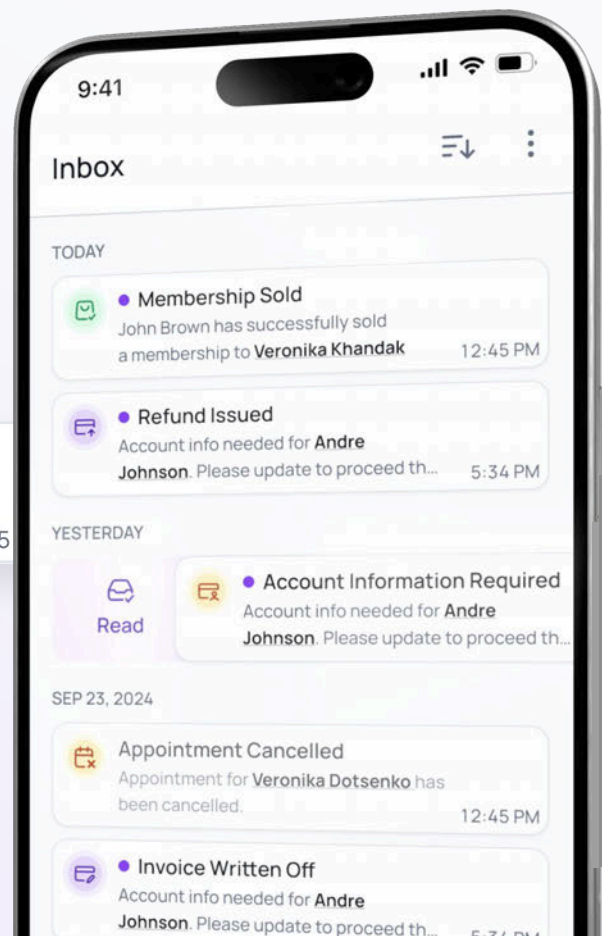 9:41
Inbox
TODAY
Membership Sold
John Brown has successfully sold
a membership to Veronika Khandak
12:45 PM
Refund Issued
Account info needed for Andre
Johnson. Please update to proceed th...
5:34 PM
5
YESTERDAY
Read
Account Information Required
Account info needed for Andre
Johnson. Please update to proceed th...
SEP 23, 2024
Appointment Cancelled
Appointment for Veronika Dotsenko has
been cancelled.
12:45 PM
Invoice Written Off
Account info needed for Andre
Johnson. Please update to proceed th...
5:34 PM